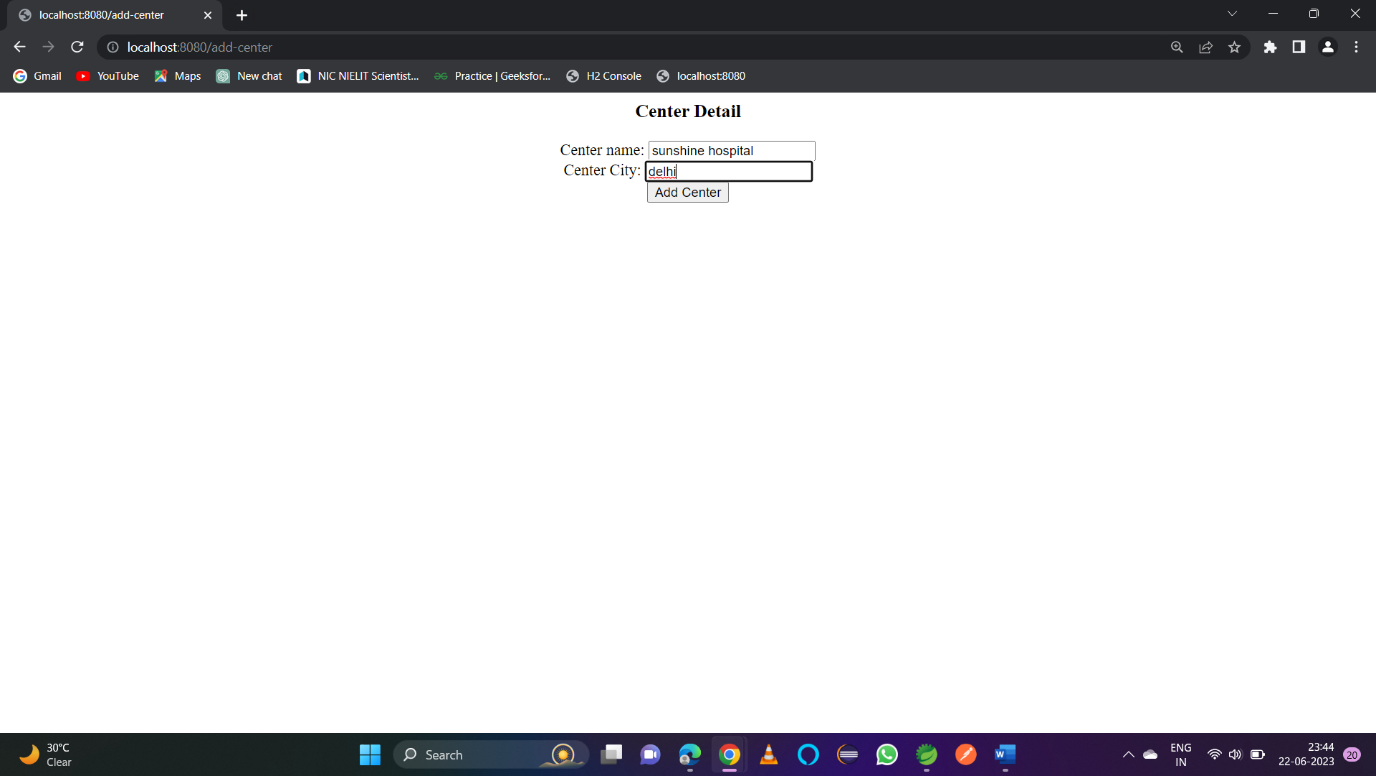 localhost:8080/add-center
localhost:8080/add-center
Gmail YouTube Maps New chat NIC NIELIT Scientist... Practice | Geeksfor... H2 Console localhost:8080
Center Detail
Center name: sunshine hospital
Center City: delhi
Add Center
30°C
Clear
Search
ENG
IN
23:44
22-06-2023
20